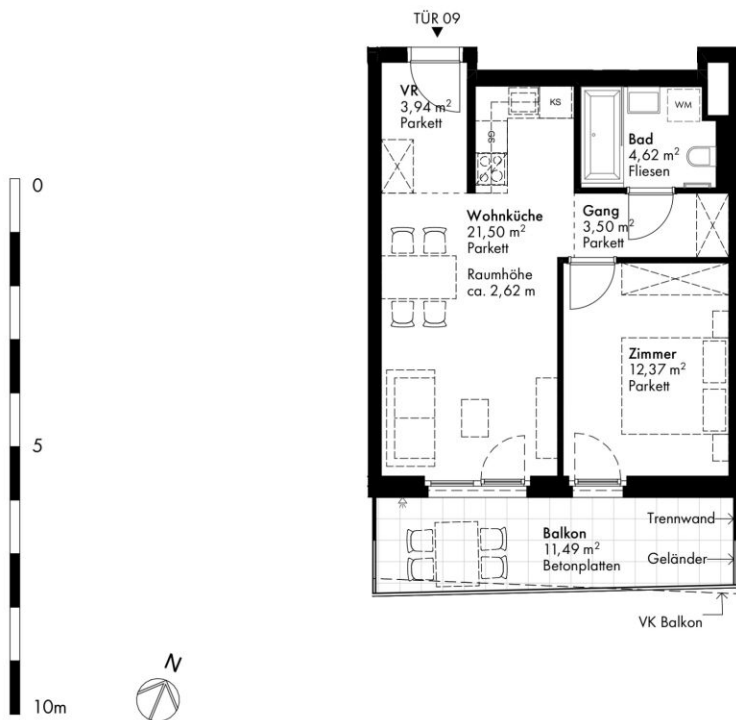 TÜR 09
VR
3,94 m²
Parkett
KS
GS
WM
Bad
4,62 m²
Fliesen
Wohnküche
21,50 m²
Parkett
Raumhöhe
ca. 2,62 m
Gang
3,50 m²
Parkett
Zimmer
12,37 m²
Parkett
Balkon
11,49 m²
Betonplatten
Trennwand
Geländer
VK Balkon
0
5
10m
N